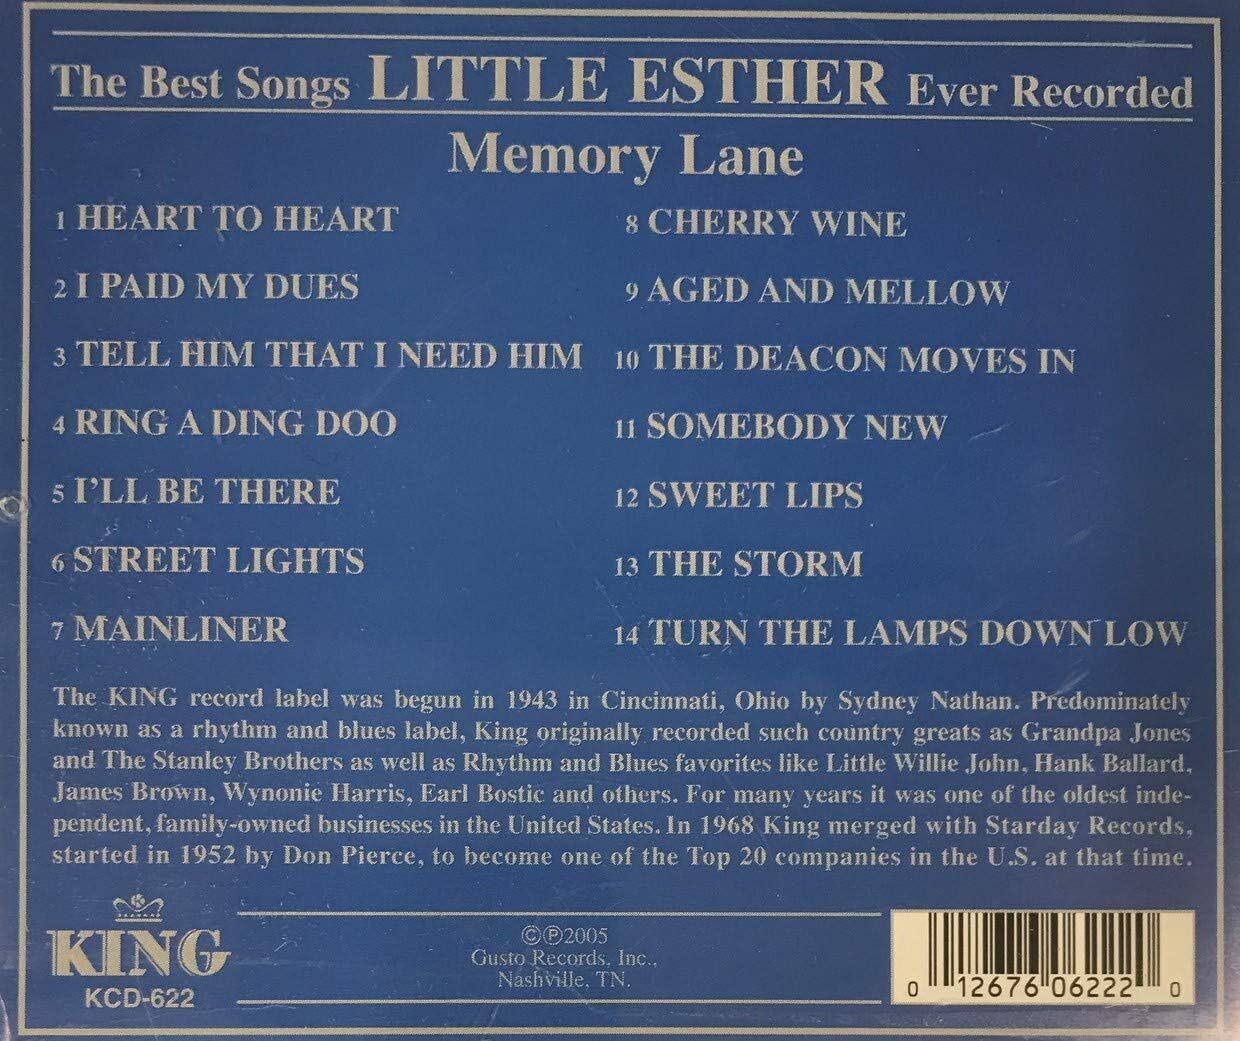 The Best Songs LITTLE ESTHER Ever Recorded
Memory Lane
1 HEART TO HEART
2 I PAID MY DUES
3 TELL HIM THAT I NEED HIM
4 RING A DING DOO
5 I'LL BE THERE
6 STREET LIGHTS
7 MAINLINER
8 CHERRY WINE
9 AGED AND MELLOW
10 THE DEACON MOVES IN
11 SOMEBODY NEW
12 SWEET LIPS
13 THE STORM
14 TURN THE LAMPS DOWN LOW
The KING record label was begun in 1943 in Cincinnati, Ohio by Sydney Nathan. Predominately
known as a rhythm and blues label, King originally recorded such country greats as Grandpa Jones
and The Stanley Brothers as well as Rhythm and Blues favorites like Little Willie John, Hank Ballard,
James Brown, Wynonie Harris, Earl Bostic and others. For many years it was one of the oldest inde-
pendent, family-owned businesses in the United States. In 1968 King merged with Starday Records,
started in 1952 by Don Pierce, to become one of the Top 20 companies in the U.S. at that time.
K
KING
KCD-622
©℗2005
Gusto Records, Inc.,
Nashville, TN.
0 12676 06222 0